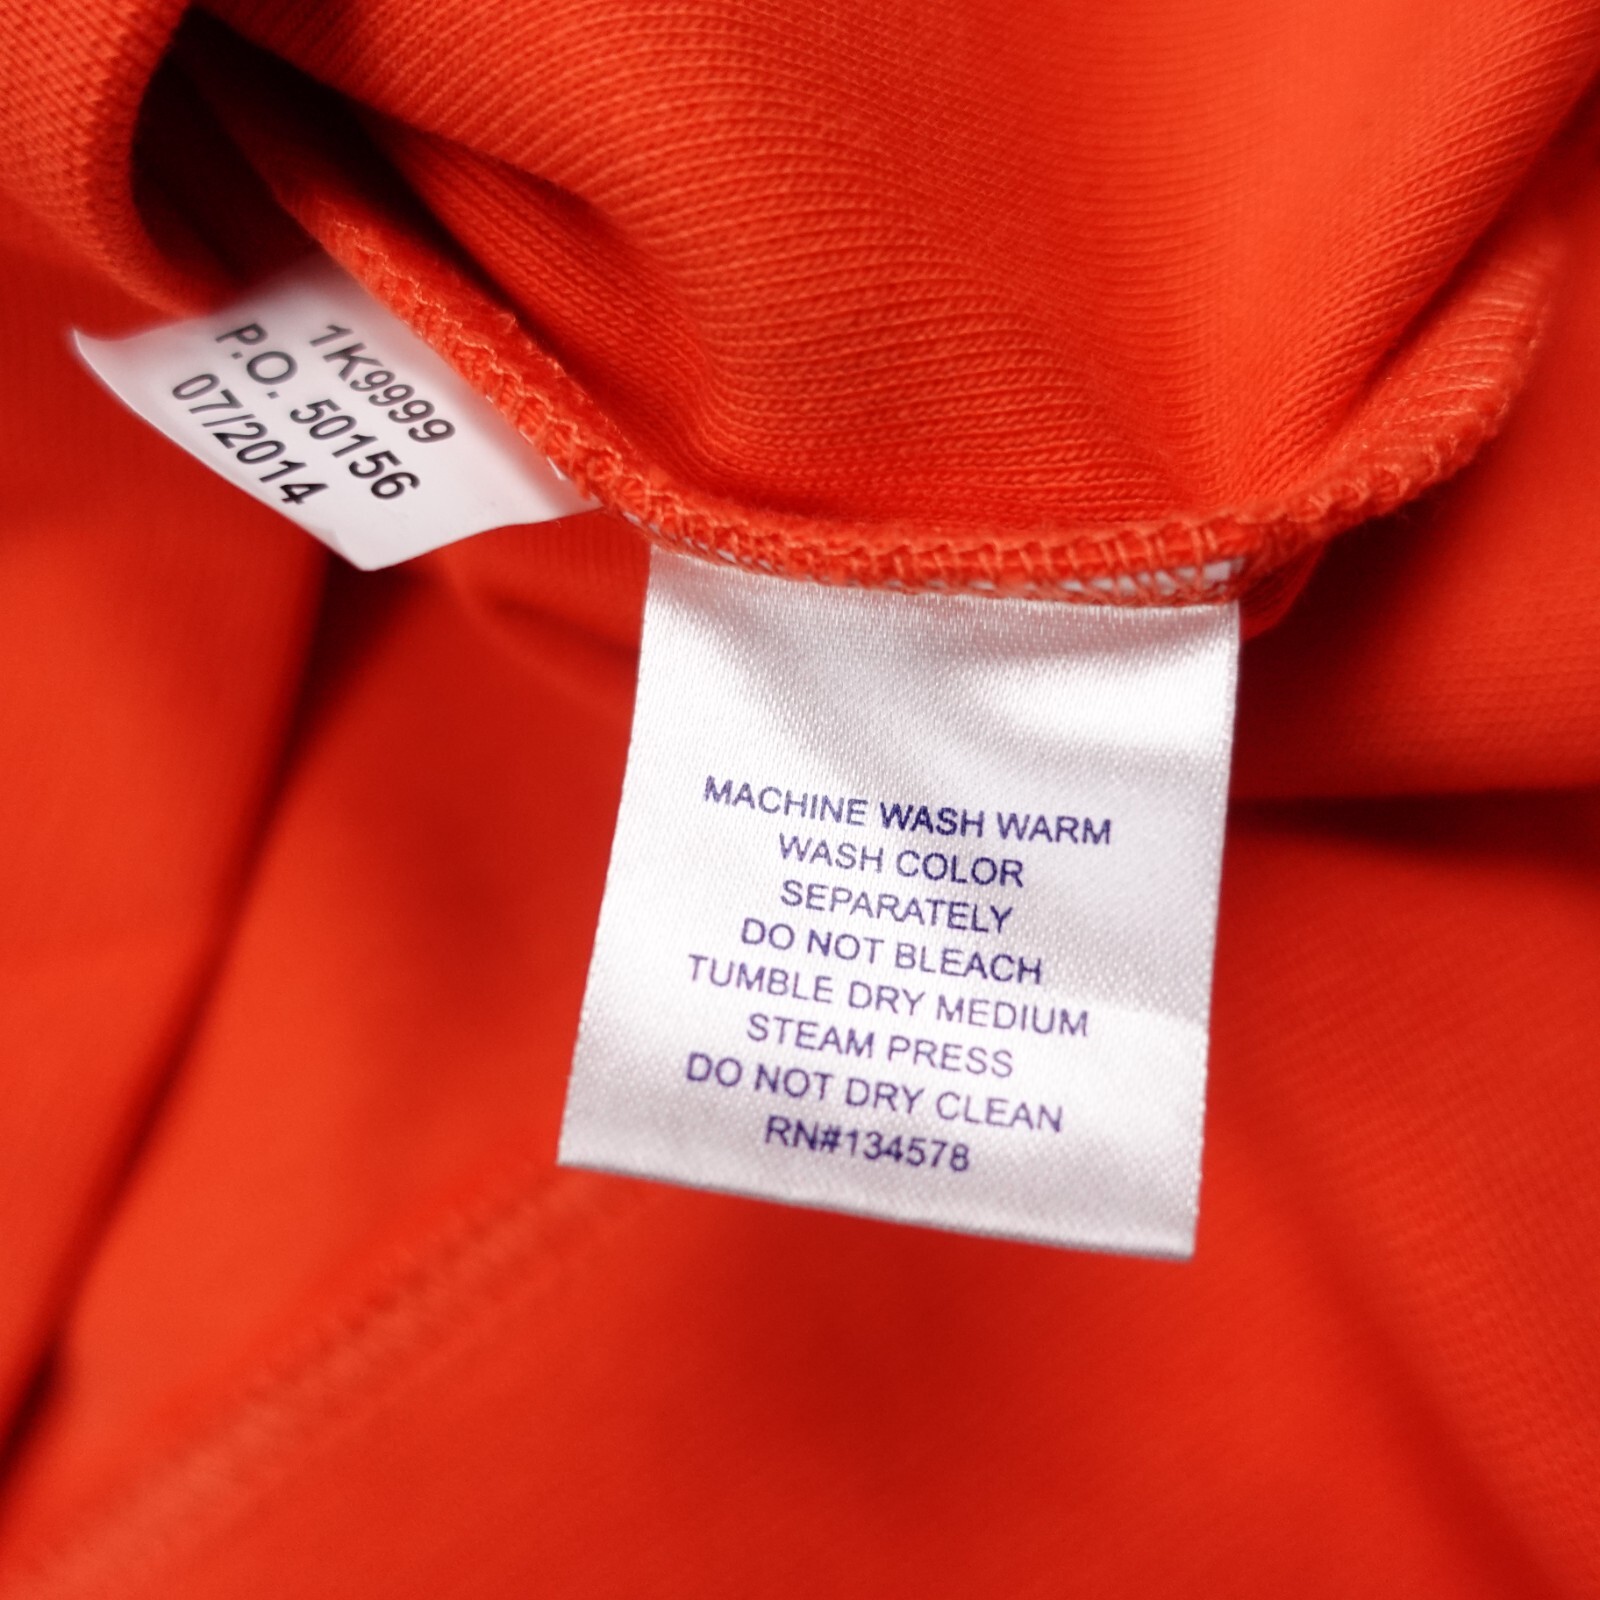 1K9999
P.O. 50156
07/2014
MACHINE WASH WARM
WASH COLOR
SEPARATELY
DO NOT BLEACH
TUMBLE DRY MEDIUM
STEAM PRESS
DO NOT DRY CLEAN
RN#134578